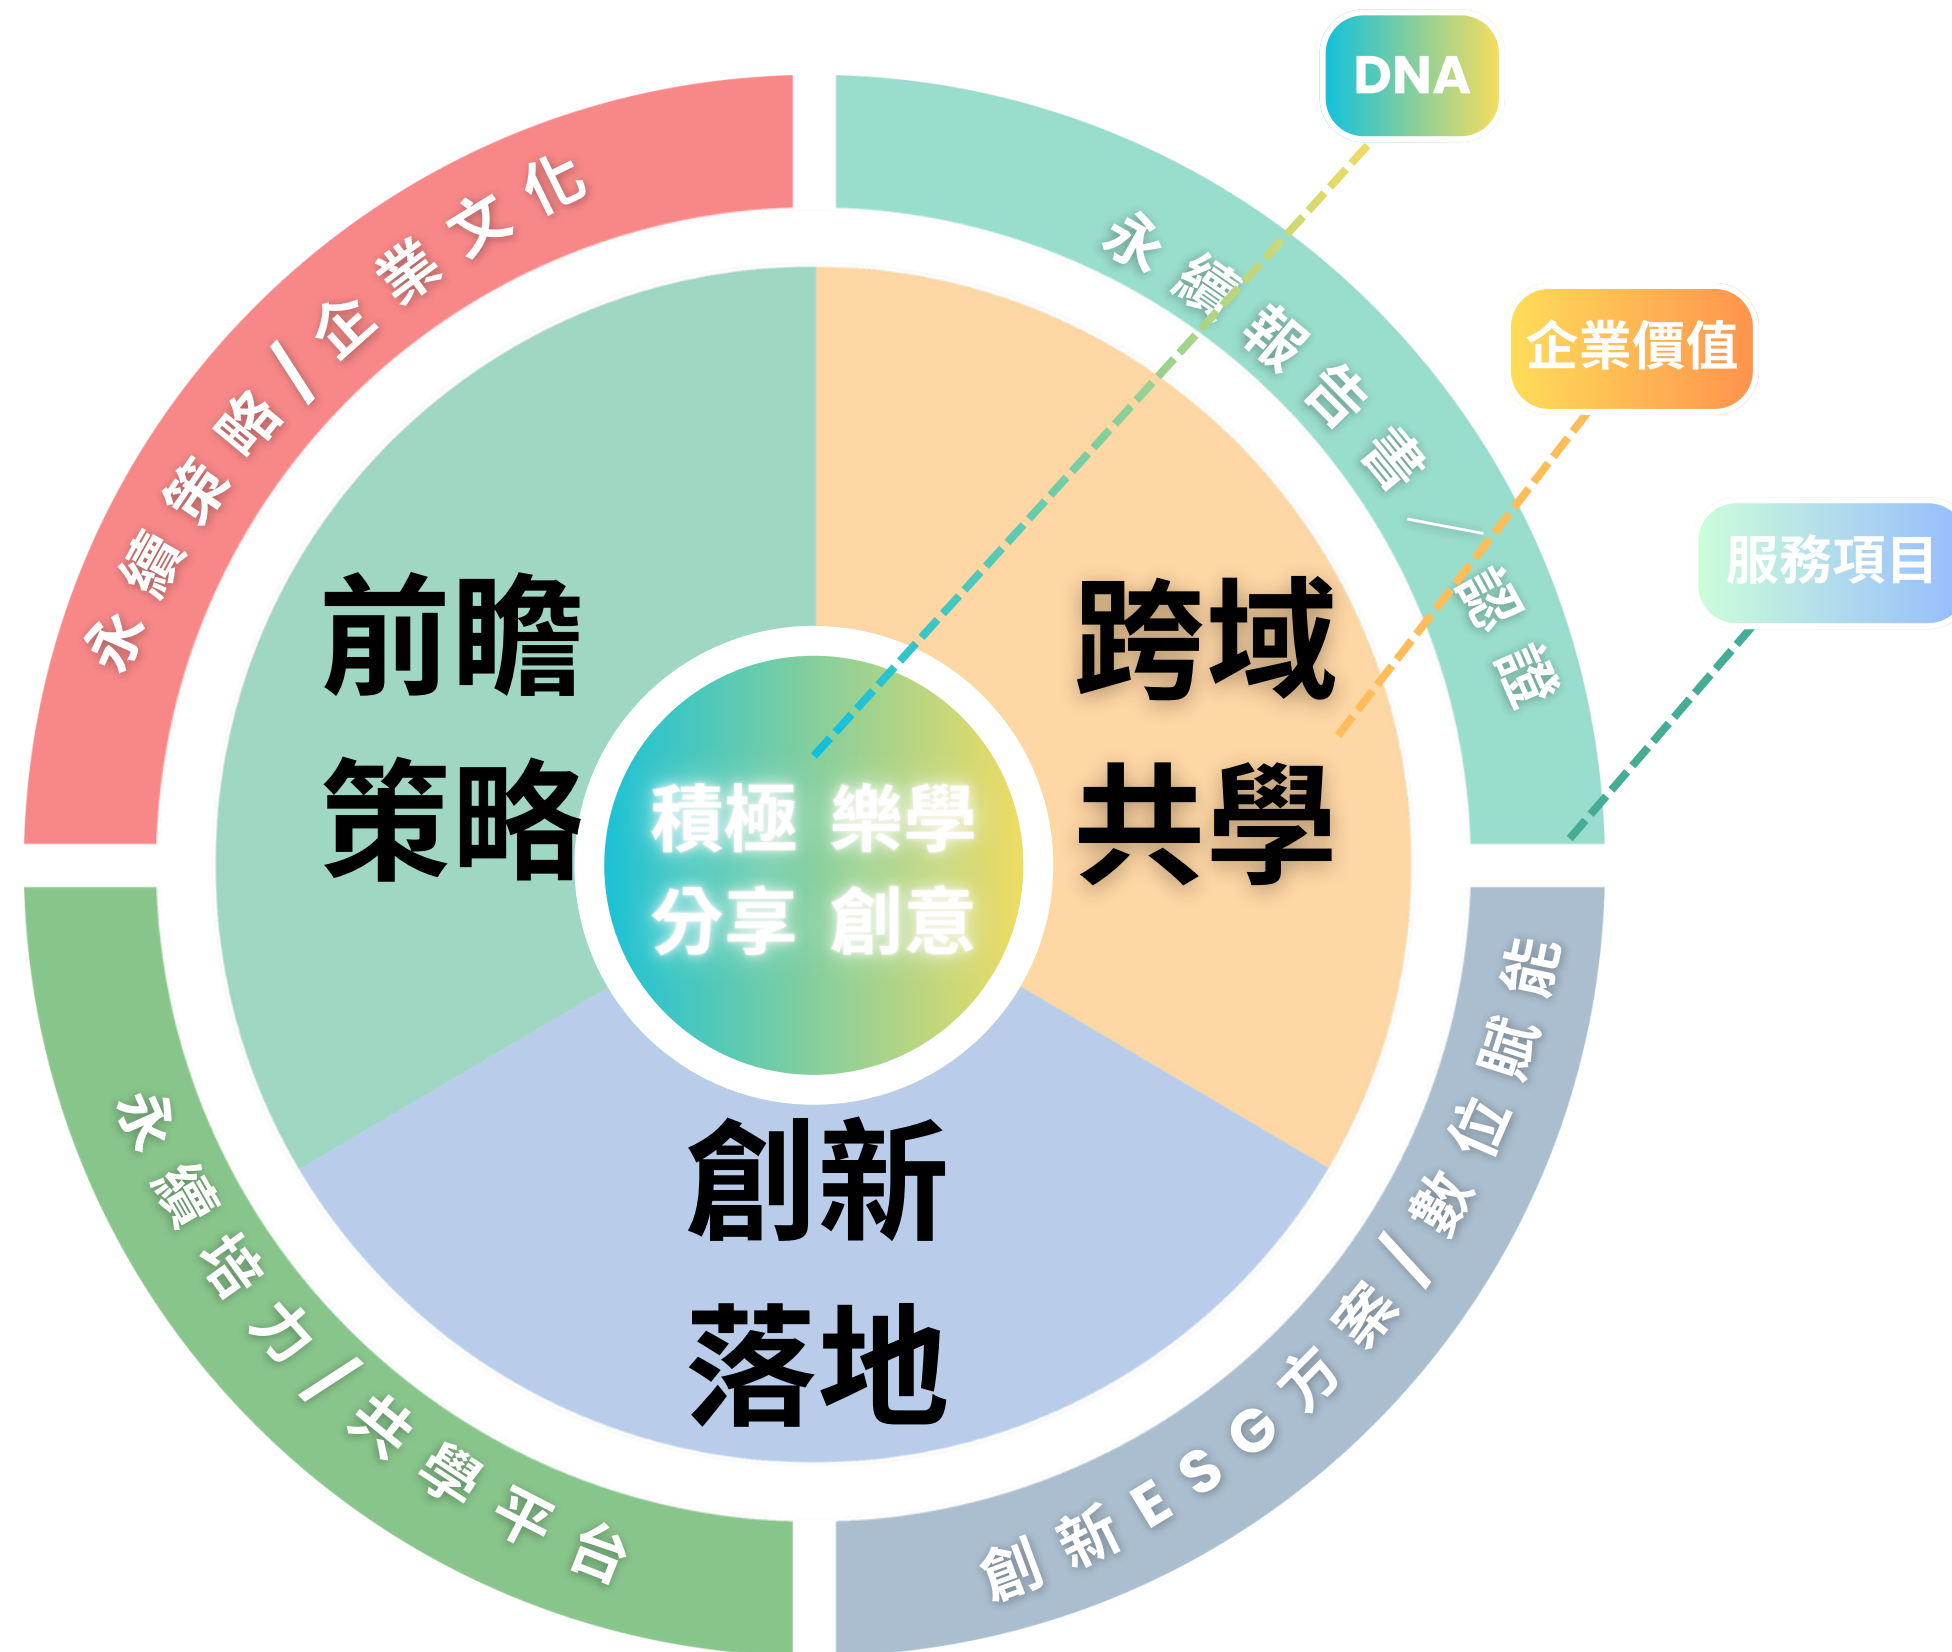 DNA
企業價值
服務項目
永續策略/企業文化
永續報告書/認證
前瞻
策略
跨域
共學
積極 樂學
分享 創意
創新
落地
永續培力/共學平台
創新ESG方案/數位賦能